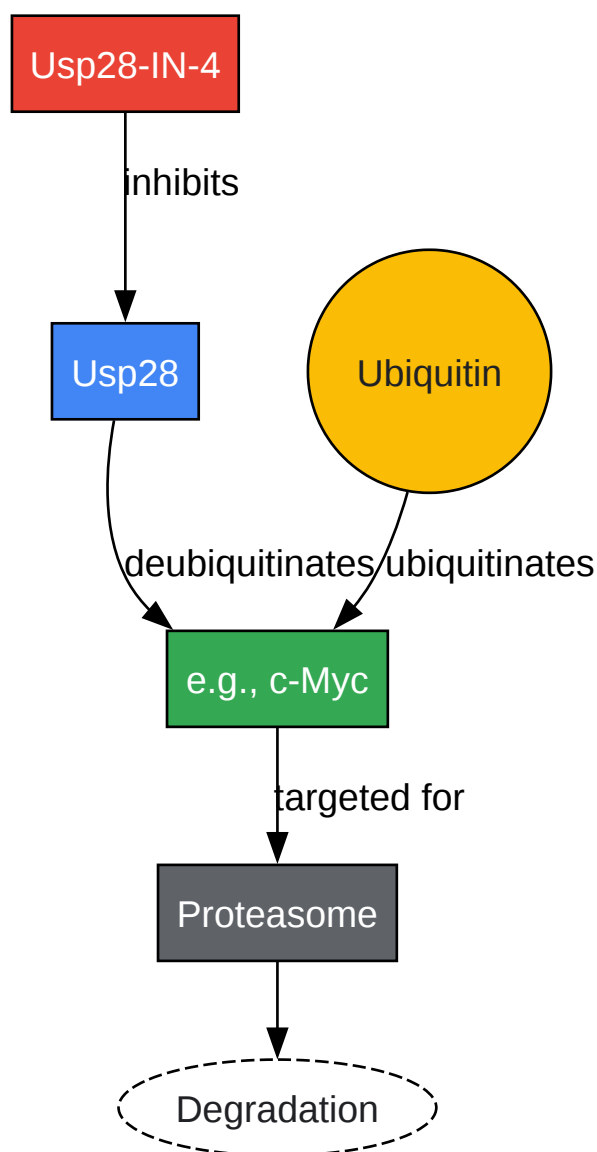 Usp28-IN-4
inhibits
Usp28
Ubiquitin
deubiquitinates
ubiquitinates
e.g., c-Myc
targeted for
Proteasome
Degradation